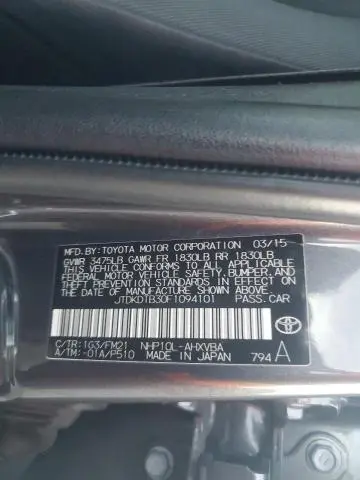 MFD. BY: TOYOTA MOTOR CORPORATION 03/15
GVWR 3475LB GAWR FR 1830LB RR 1830LB
THIS VEHICLE CONFORMS TO ALL APPLICABLE
FEDERAL MOTOR VEHICLE SAFETY, BUMPER, AND
THEFT PREVENTION STANDARDS IN EFFECT ON THE
DATE OF MANUFACTURE SHOWN ABOVE.
JTDKDTB30F1094101 PASS.CAR
C/TR: 1G3/FM21 NHP10L-AHXVBA
A/TM: -01A/P510 MADE IN JAPAN 794 A